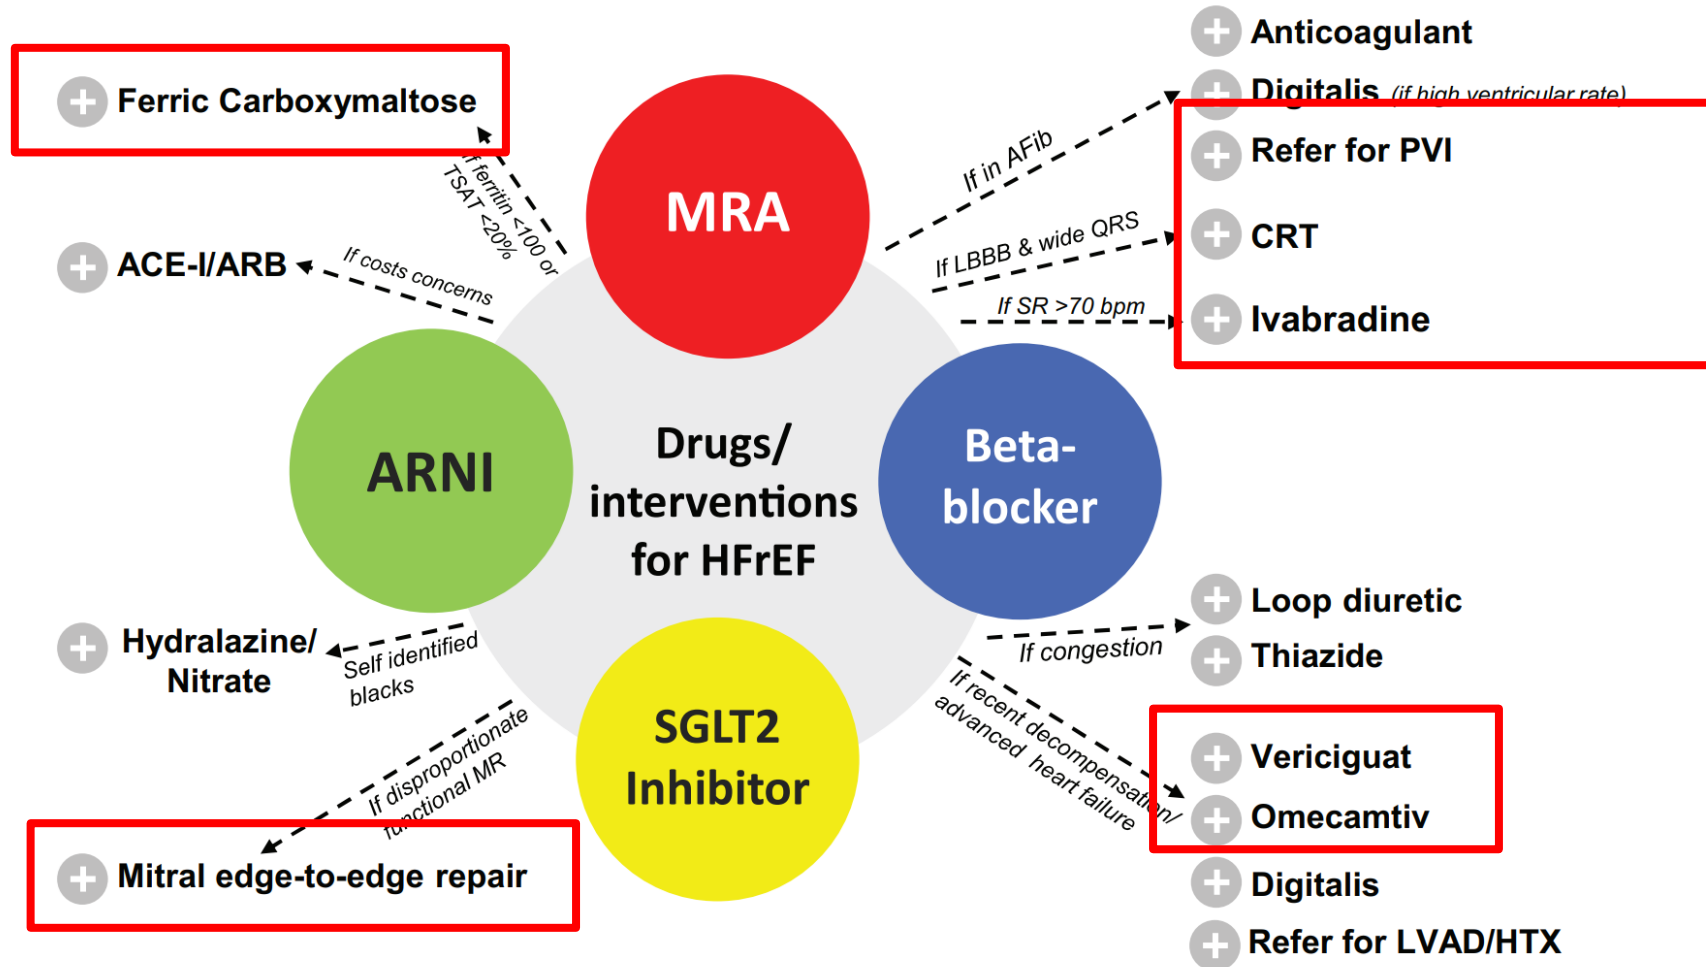 Anticoagulant
Digitalis (if high ventricular rate)
Refer for PVI
CRT
Ivabradine
If in AFib
If LBBB & wide QRS
If SR >70 bpm
Ferric Carboxymaltose
If ferritin <100 or
TSAT <20%
ACE-I/ARB
If costs concerns
MRA
ARNI
Drugs/
interventions
for HFrEF
Beta-
blocker
SGLT2
Inhibitor
Hydralazine/
Nitrate
Self identified
blacks
If disproportionate
functional MR
Mitral edge-to-edge repair
If congestion
Loop diuretic
Thiazide
If recent decompensation/
advanced heart failure
Vericiguat
Omecamtiv
Digitalis
Refer for LVAD/HTX